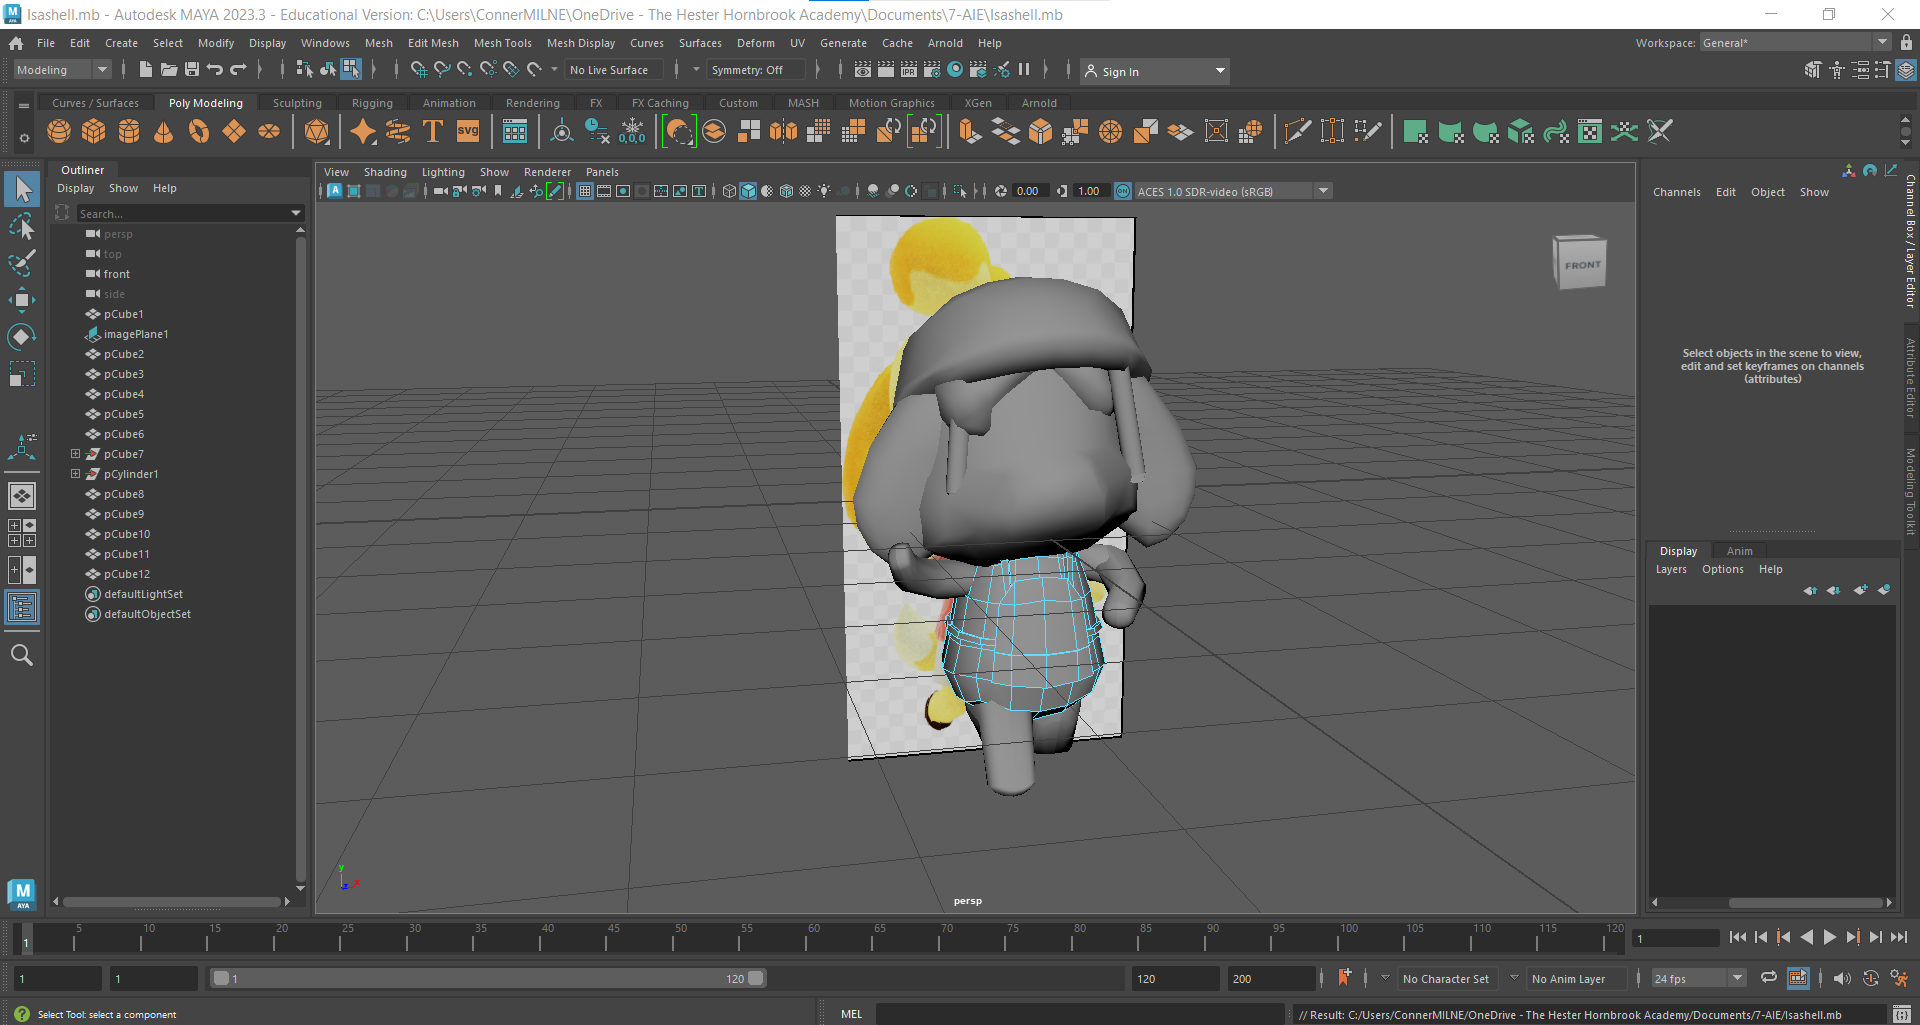 Isashell.mb - Autodesk MAYA 2023.3 - Educational Version: C:\Users\ConnerMILNE\OneDrive - The Hester Hornbrook Academy\Documents\7-AIE\Isashell.mb
File Edit Create Select Modify Display Windows Mesh Edit Mesh Mesh Tools Mesh Display Curves Surfaces Deform UV Generate Cache Arnold Help
Workspace: General*
Modeling No Live Surface Symmetry: Off Sign In
Curves / Surfaces Poly Modeling Sculpting Rigging Animation Rendering FX FX Caching Custom MASH Motion Graphics XGen Arnold
Outliner
Display Show Help
Search...
persp
top
front
side
pCube1
imagePlane1
pCube2
pCube3
pCube4
pCube5
pCube6
pCube7
pCylinder1
pCube8
pCube9
pCube10
pCube11
pCube12
defaultLightSet
defaultObjectSet
View Shading Lighting Show Renderer Panels
0.00 1.00 ACES 1.0 SDR-video (sRGB)
FRONT
persp
Channels Edit Object Show
Select objects in the scene to view,
edit and set keyframes on channels
(attributes)
Channel Box / Layer Editor
Attribute Editor
Modeling Toolkit
Display Anim
Layers Options Help
1 5 10 15 20 25 30 35 40 45 50 55 60 65 70 75 80 85 90 95 100 105 110 115 120 1
1 1 1 120 120 200 No Character Set No Anim Layer 24 fps
Select Tool: select a component
MEL
// Result: C:/Users/ConnerMILNE/OneDrive - The Hester Hornbrook Academy/Documents/7-AIE/Isashell.mb